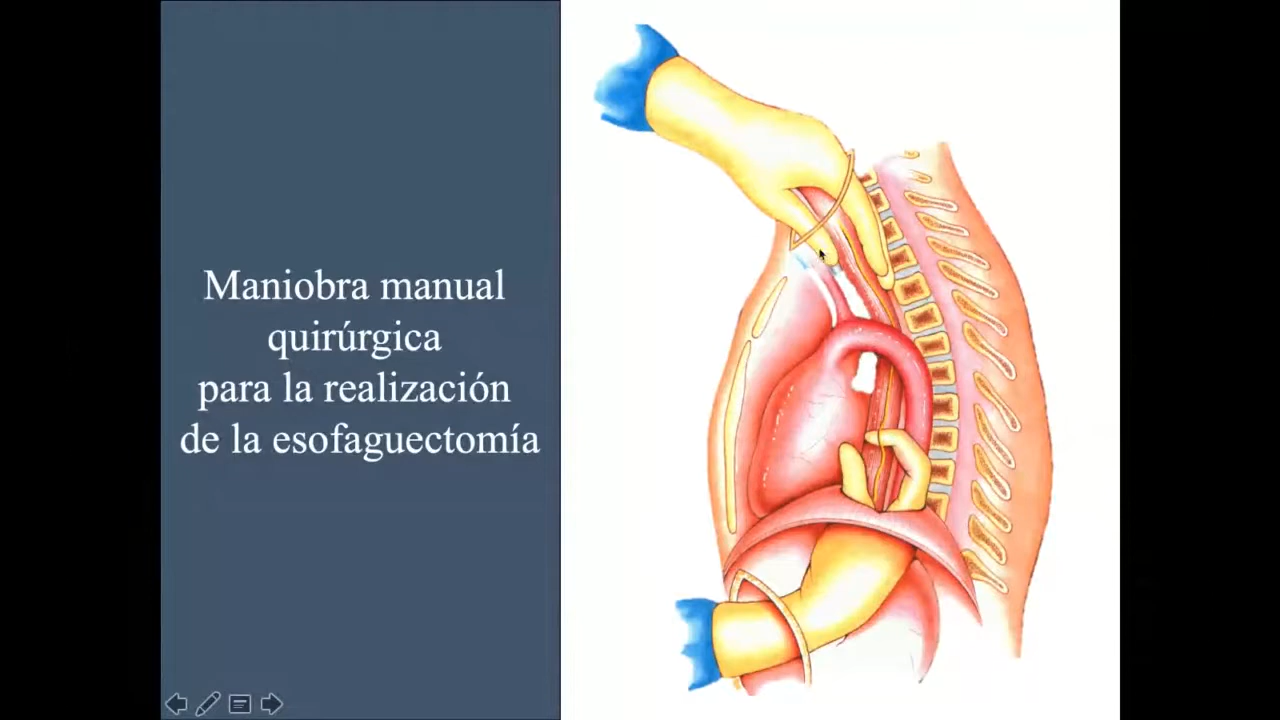 Maniobra manual
quirúrgica
para la realización
de la esofaguectomía